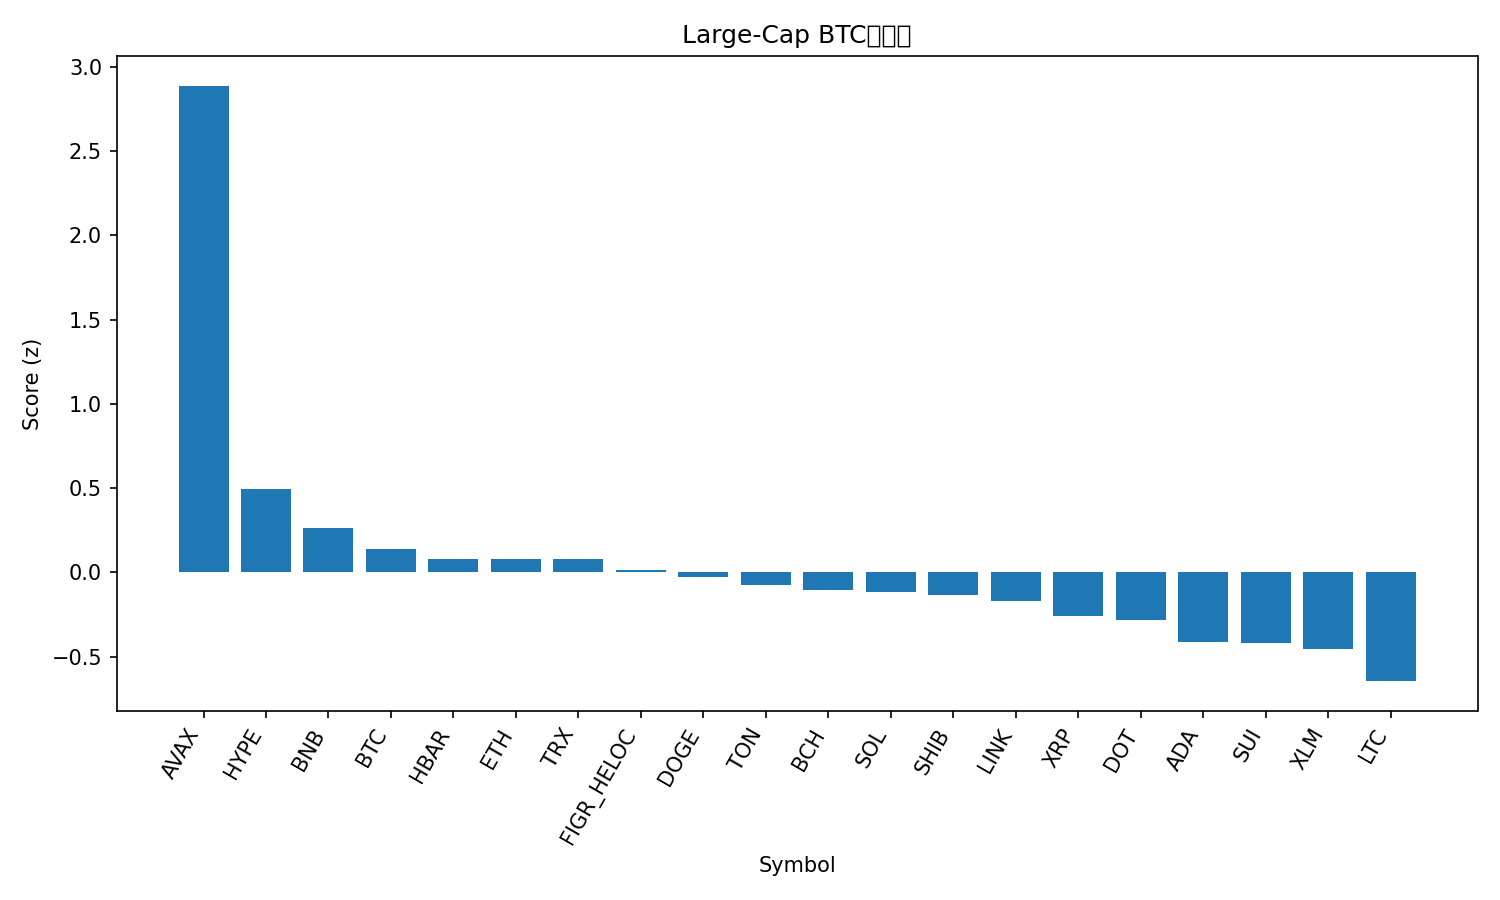 Large-Cap BTC
3.0
2.5
2.0
1.5
1.0
0.5
0.0
−0.5
Score (z)
AVAX
HYPE
BNB
BTC
HBAR
ETH
TRX
FIGR_HELOC
DOGE
TON
BCH
SOL
SHIB
LINK
XRP
DOT
ADA
SUI
XLM
LTC
Symbol